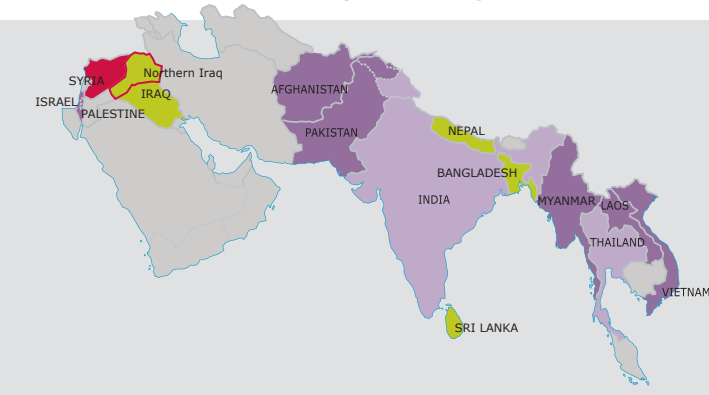 SYRIA
Northern Iraq
IRAQ
ISRAEL
PALESTINE
AFGHANISTAN
PAKISTAN
NEPAL
BANGLADESH
INDIA
MYANMAR
LAOS
THAILAND
VIETNAM
SRI LANKA